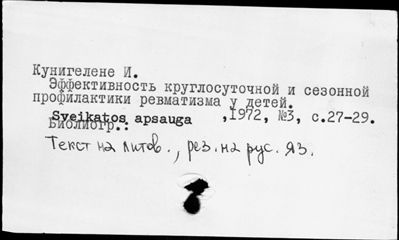 Кунигелене И.
Эффективность круглосуточной и сезонной
профилактики ревматизма у детей.
Sveikatos apsauga ,1972, №3, с.27-29.
Библиогр.:
Текст на литов., рез. на рус. яз.